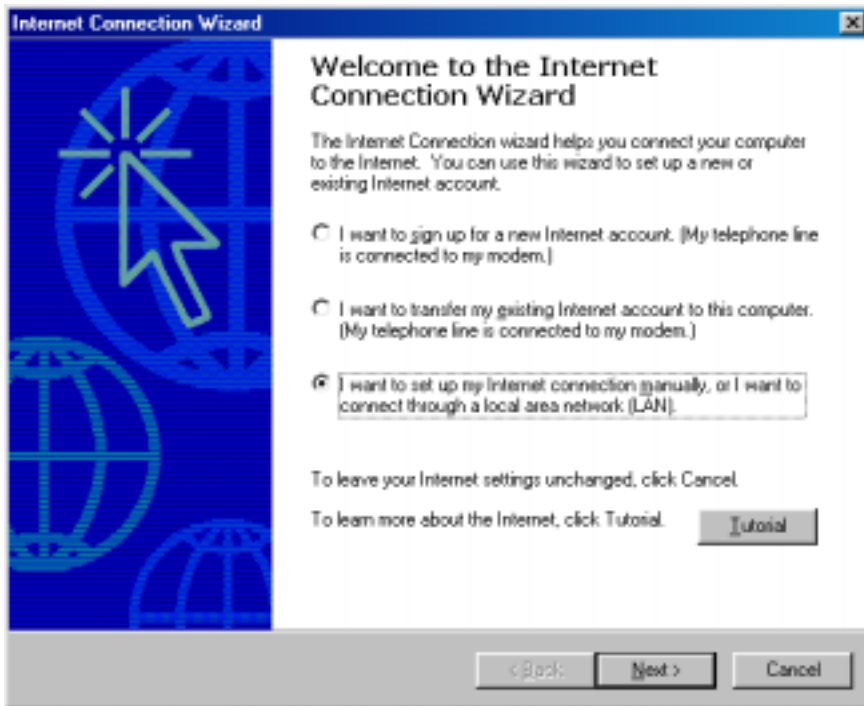 Internet Connection Wizard
Welcome to the Internet
Connection Wizard
The Internet Connection wizard helps you connect your computer
to the Internet. You can use this wizard to set up a new or
existing Internet account.
I want to sign up for a new Internet account. (My telephone line
is connected to my modem.)
I want to transfer my existing Internet account to this computer.
(My telephone line is connected to my modem.)
I want to set up my Internet connection manually, or I want to
connect through a local area network (LAN).
To leave your Internet settings unchanged, click Cancel.
To learn more about the Internet, click Tutorial.
Tutorial
< Back
Next >
Cancel